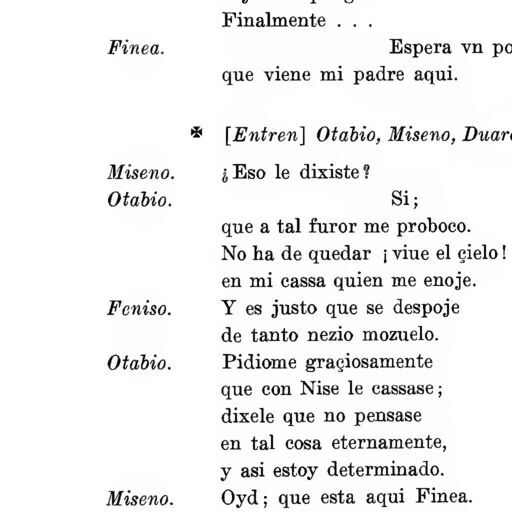 Finalmente . . .
Finea. Espera vn
que viene mi padre aqui.
✠ [Entren] Otabio, Miseno,
Miseno. ¿Eso le dixiste?
Otabio. Si;
que a tal furor me proboco.
No ha de quedar ¡viue el çielo!
en mi cassa quien me enoje.
Feniso. Y es justo que se despoje
de tanto nezio mozuelo.
Otabio. Pidiome graçiosamente
que con Nise le cassase;
dixele que no pensase
en tal cosa eternamente,
y asi estoy determinado.
Miseno. Oyd; que esta aqui Finea.